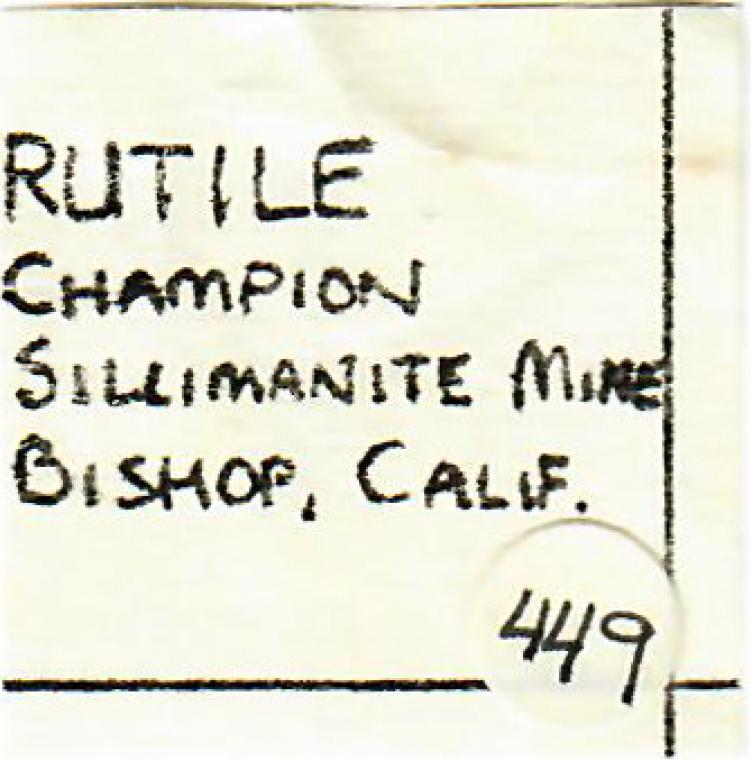 RUTILE
CHAMPION
SILLIMANITE MINE
BISHOP, CALIF.
449